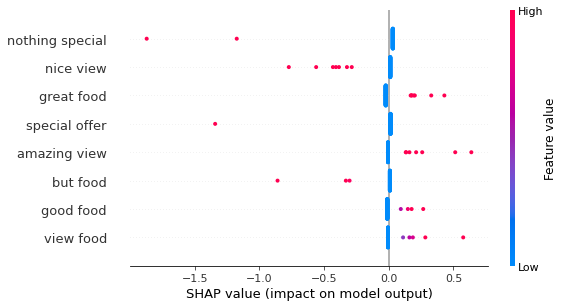 nothing special
nice view
great food
special offer
amazing view
but food
good food
view food
−1.5 −1.0 −0.5 0.0 0.5
SHAP value (impact on model output)
High
Feature value
Low